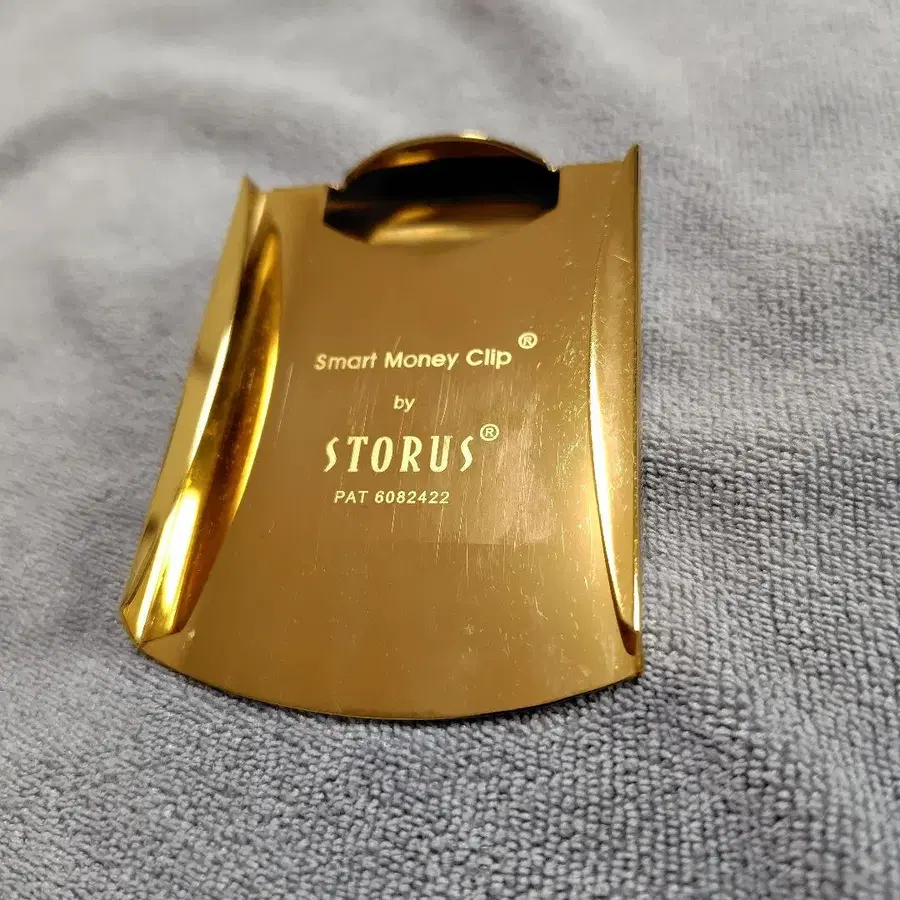 Smart Money Clip®
by
STORUS®
PAT 6082422